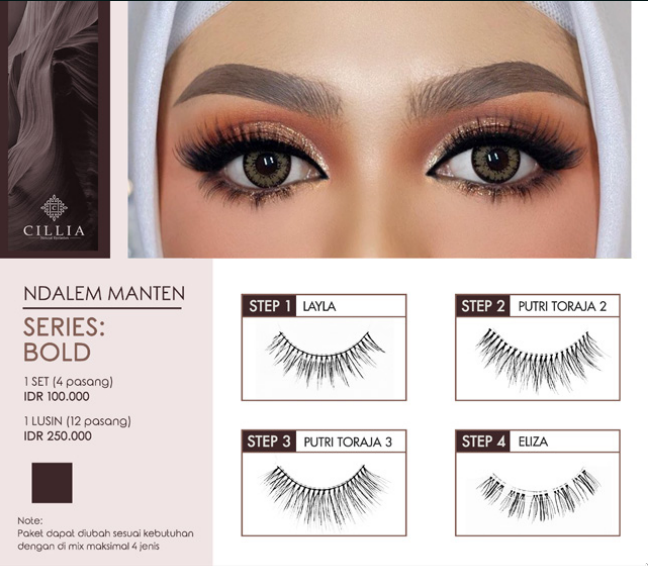 CILLIA
NDALEM MANTEN
SERIES:
BOLD
1 SET (4 pasang)
IDR 100.000
1 LUSIN (12 pasang)
IDR 250.000
Note:
Paket dapat diubah sesuai kebutuhan
dengan di mix maksimal 4 jenis
STEP 1 LAYLA
STEP 2 PUTRI TORAJA 2
STEP 3 PUTRI TORAJA 3
STEP 4 ELIZA